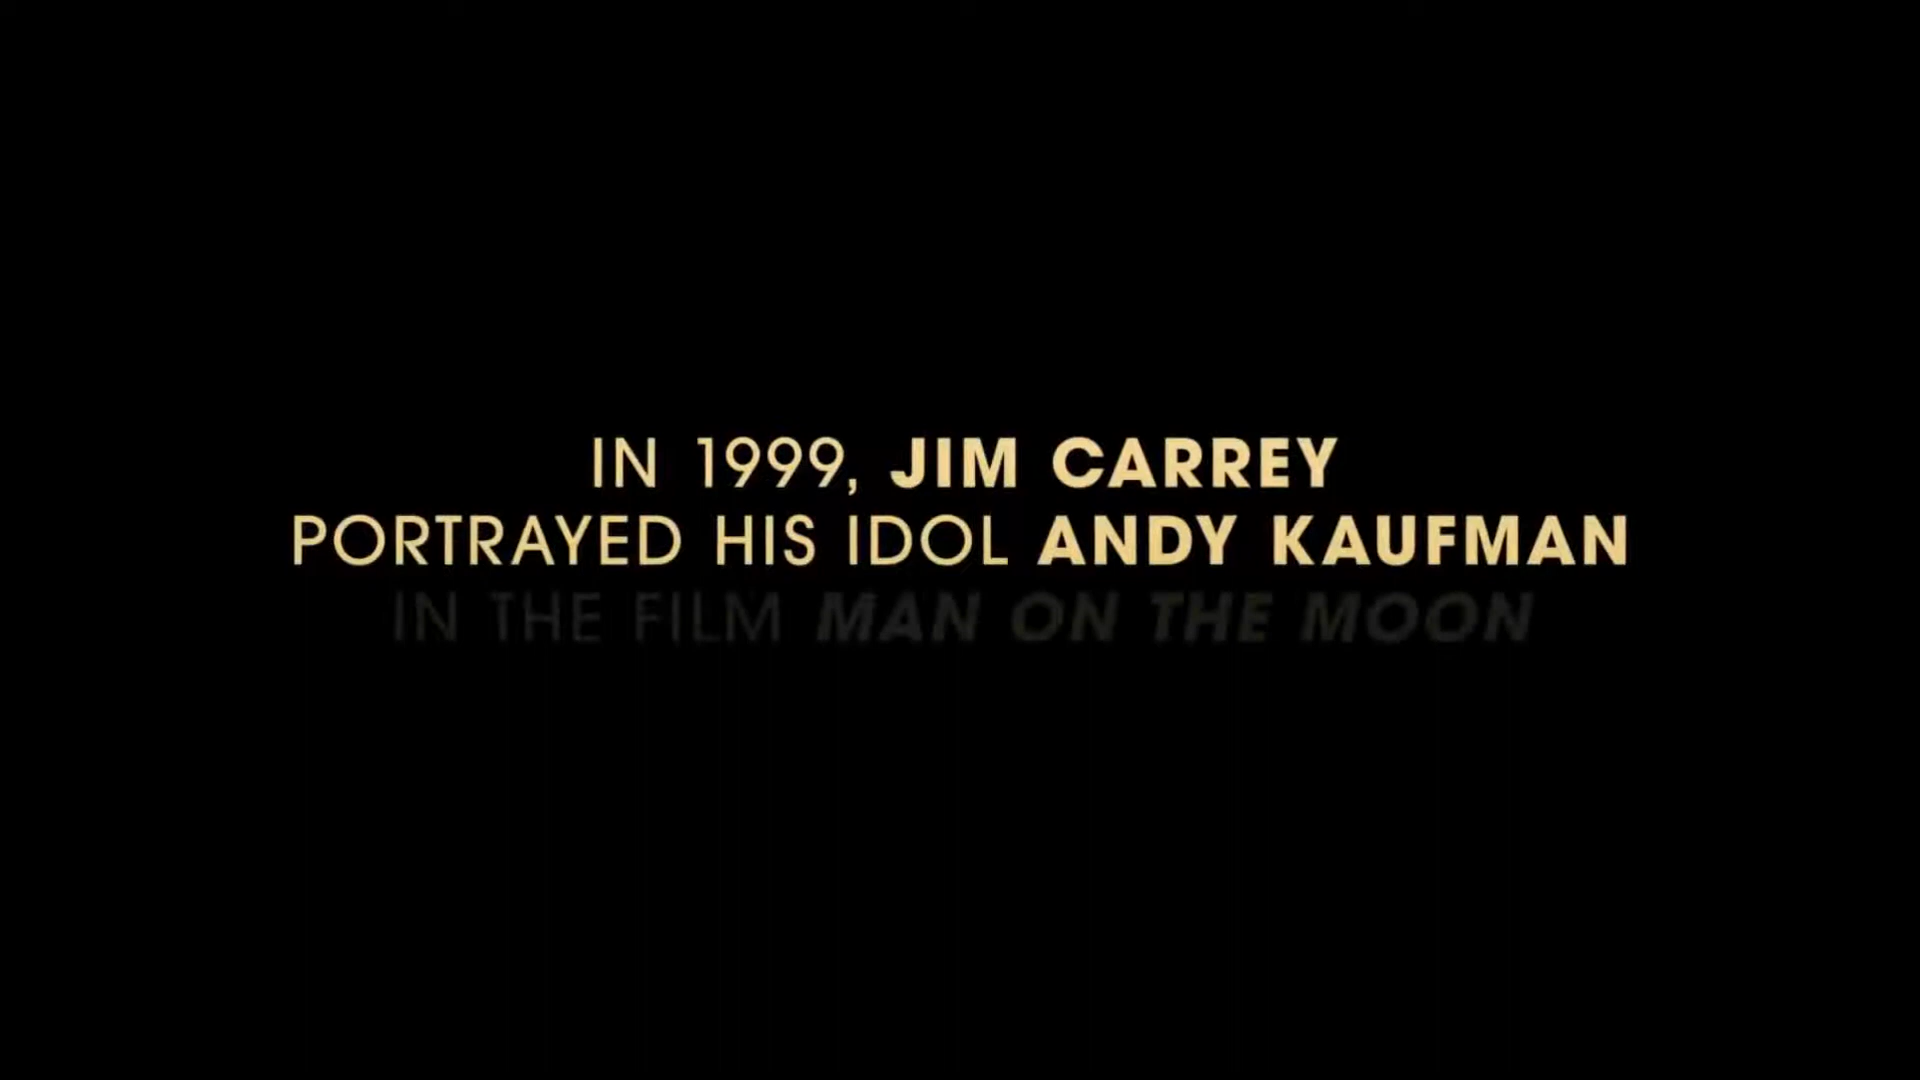 IN 1999, JIM CARREY
PORTRAYED HIS IDOL ANDY KAUFMAN
IN THE FILM MAN ON THE MOON